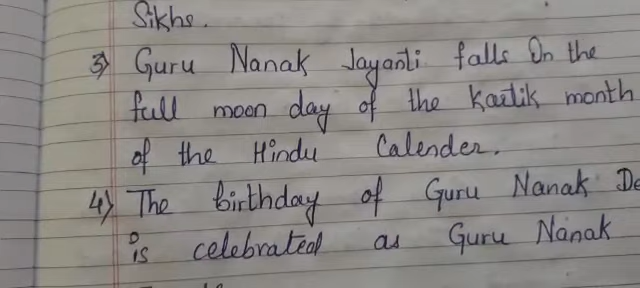 Sikhs.
3) Guru Nanak Jayanti falls On the
full moon day of the Kartik month
of the Hindu Calender.
4) The birthday of Guru Nanak De
is celebrated as Guru Nanak